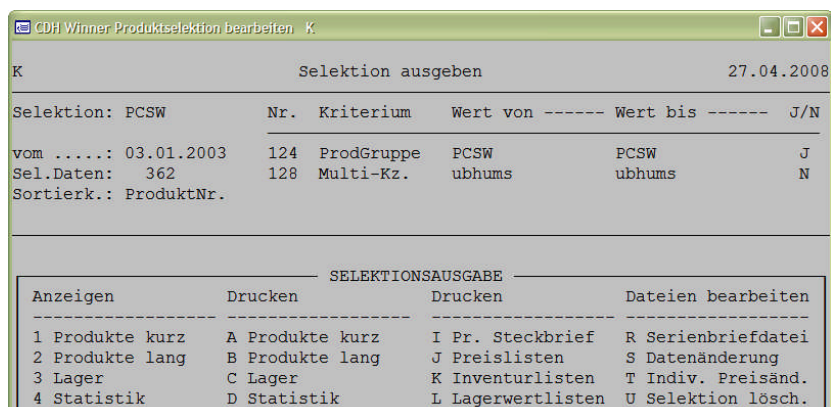 CDH Winner Produktselektion bearbeiten K
K Selektion ausgeben 27.04.2008
Selektion: PCSW Nr. Kriterium Wert von ------ Wert bis ------ J/N
vom .....: 03.01.2003 124 ProdGruppe PCSW PCSW J
Sel.Daten: 362 128 Multi-Kz. ubhums ubhums N
Sortierk.: ProduktNr.
SELEKTIONSAUSGABE
Anzeigen Drucken Drucken Dateien bearbeiten
------------------ ------------------ ------------------ ------------------
1 Produkte kurz A Produkte kurz I Pr. Steckbrief R Serienbriefdatei
2 Produkte lang B Produkte lang J Preislisten S Datenänderung
3 Lager C Lager K Inventurlisten T Indiv. Preisänd.
4 Statistik D Statistik L Lagerwertlisten U Selektion lösch.